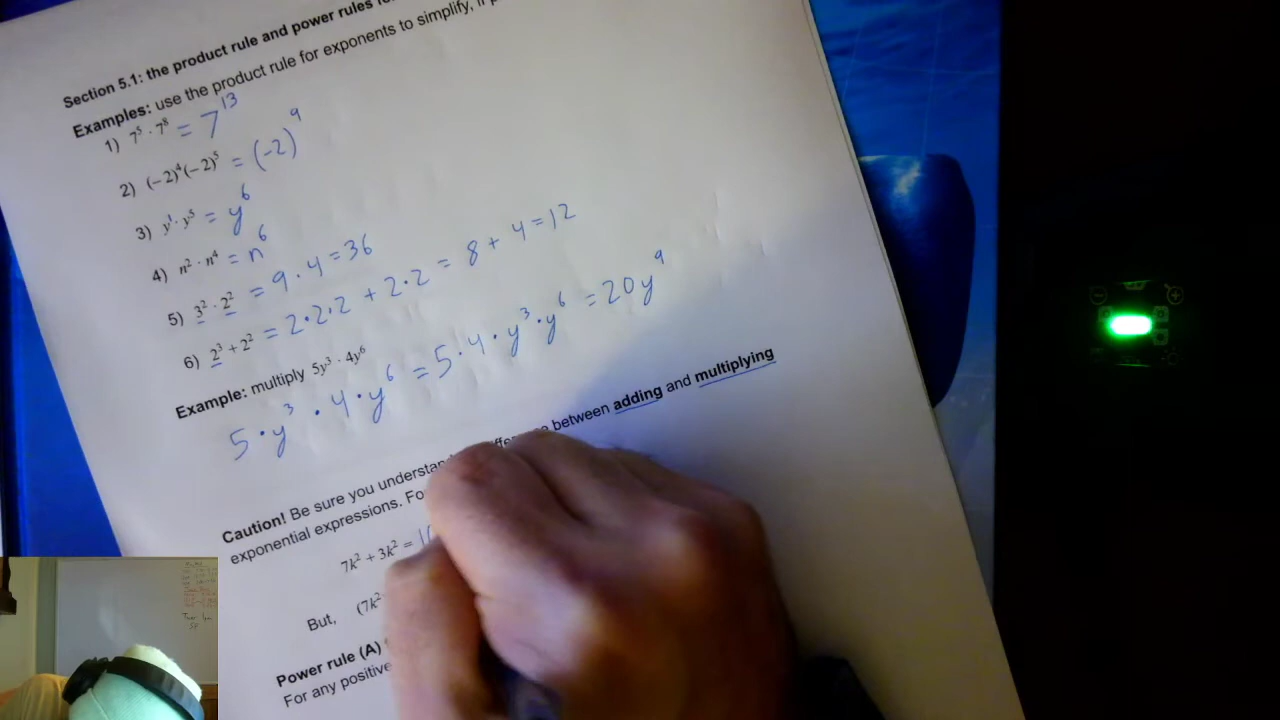 Section 5.1: the product rule and power rules
Examples: use the product rule for exponents to simplify, if
1) 7⁵ · 7⁸ = 7¹³
2) (−2)⁴(−2)⁵ = (-2)⁹
3) y¹ · y⁵ = y⁶
4) n² · n⁴ = n⁶
5) 3² · 2² = 9 · 4 = 36
6) 2³ + 2² = 2·2·2 + 2·2 = 8 + 4 = 12
Example: multiply 5y³ · 4y⁶
5 · y³ · 4 · y⁶ = 5 · 4 · y³ · y⁶ = 20y⁹
Caution! Be sure you understand between adding and multiplying
exponential expressions.
7k² + 3k² =
But, (7k²
Power rule (A)
For any positive